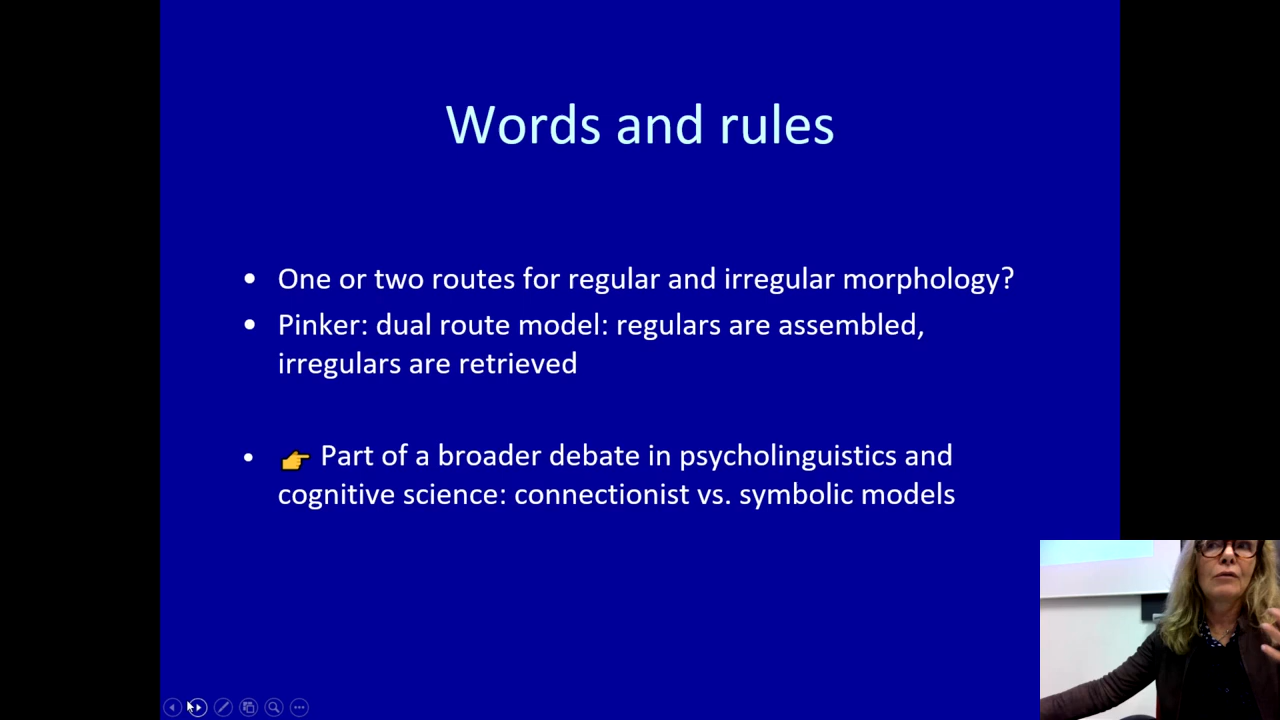 Words and rules
• One or two routes for regular and irregular morphology?
• Pinker: dual route model: regulars are assembled,
irregulars are retrieved
• 👉 Part of a broader debate in psycholinguistics and
cognitive science: connectionist vs. symbolic models